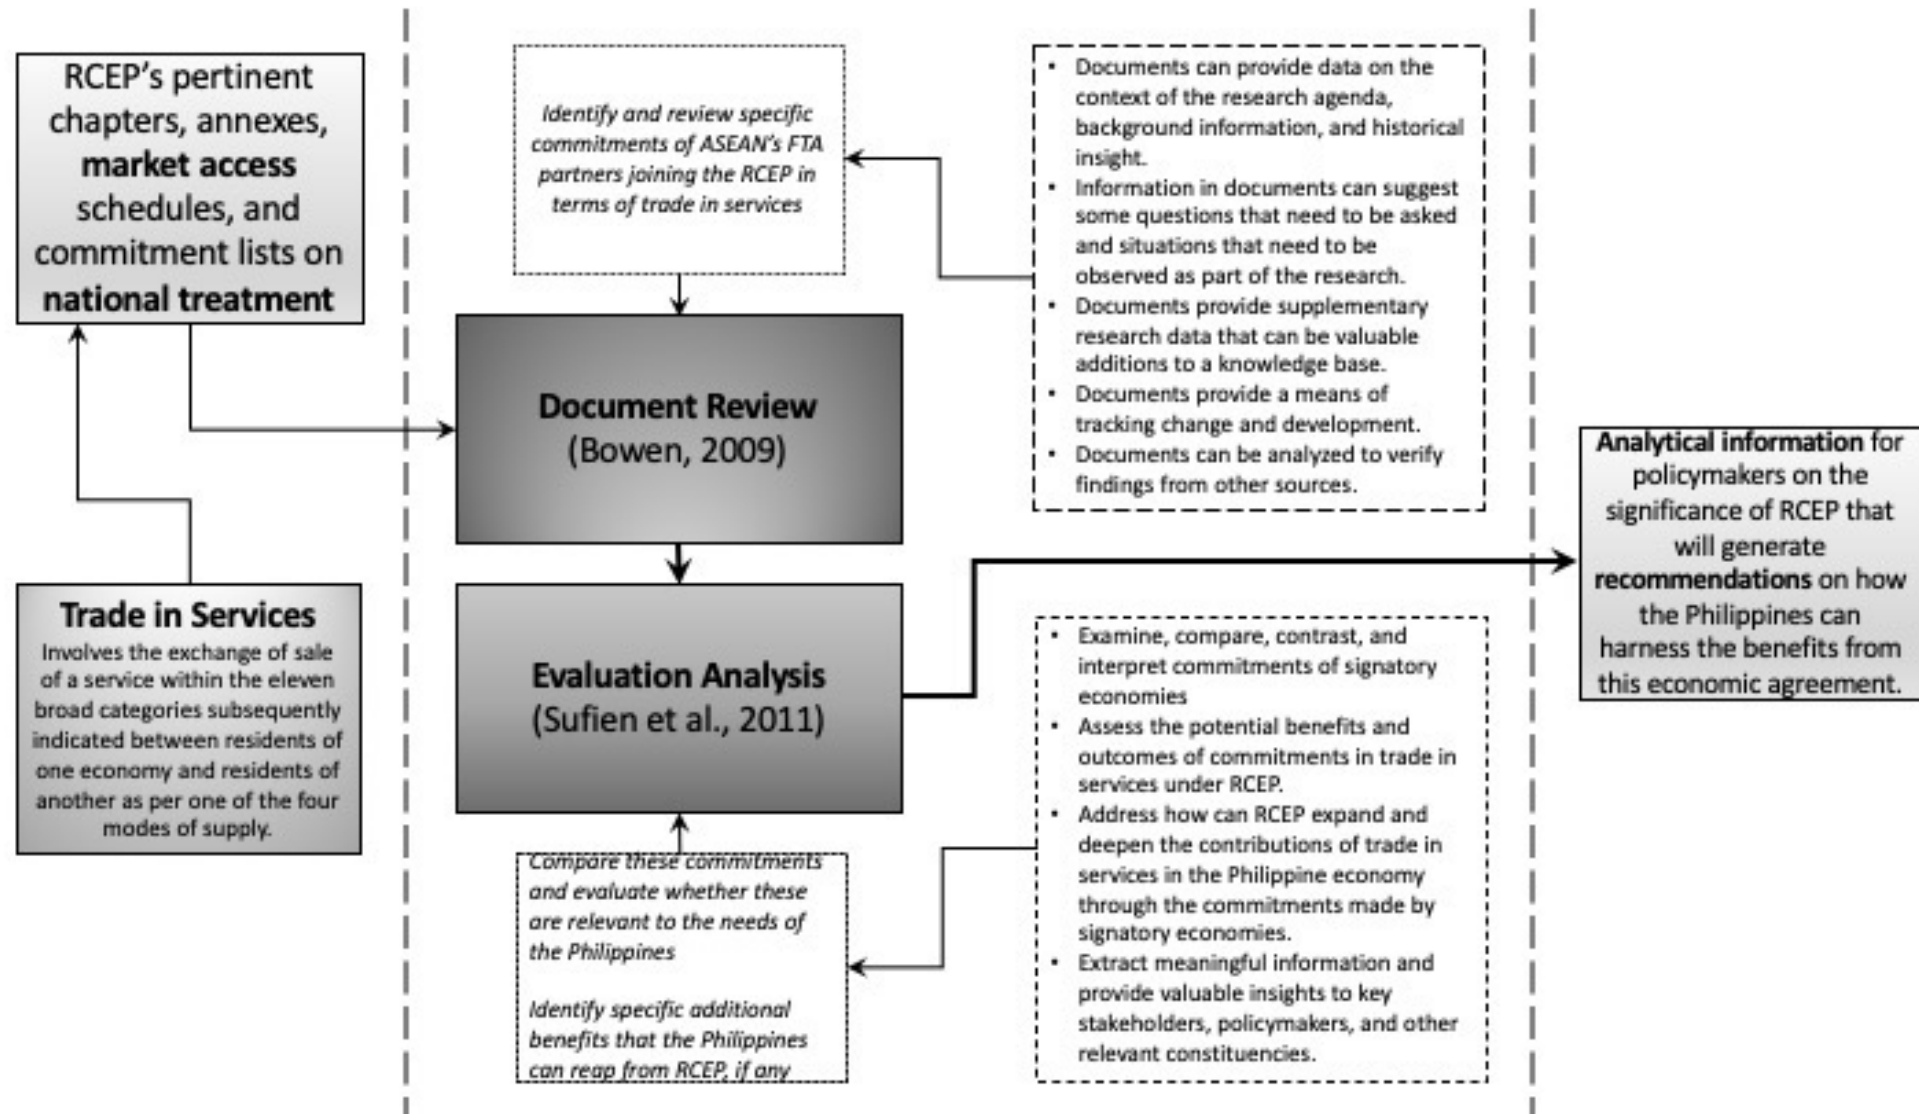 RCEP's pertinent
chapters, annexes,
market access
schedules, and
commitment lists on
national treatment
Trade in Services
Involves the exchange of sale
of a service within the eleven
broad categories subsequently
indicated between residents of
one economy and residents of
another as per one of the four
modes of supply.
Identify and review specific
commitments of ASEAN's FTA
partners joining the RCEP in
terms of trade in services
Document Review
(Bowen, 2009)
Evaluation Analysis
(Sufien et al., 2011)
Compare these commitments
and evaluate whether these
are relevant to the needs of
the Philippines
Identify specific additional
benefits that the Philippines
can reap from RCEP, if any
• Documents can provide data on the
context of the research agenda,
background information, and historical
insight.
• Information in documents can suggest
some questions that need to be asked
and situations that need to be
observed as part of the research.
• Documents provide supplementary
research data that can be valuable
additions to a knowledge base.
• Documents provide a means of
tracking change and development.
• Documents can be analyzed to verify
findings from other sources.
• Examine, compare, contrast, and
interpret commitments of signatory
economies
• Assess the potential benefits and
outcomes of commitments in trade in
services under RCEP.
• Address how can RCEP expand and
deepen the contributions of trade in
services in the Philippine economy
through the commitments made by
signatory economies.
• Extract meaningful information and
provide valuable insights to key
stakeholders, policymakers, and other
relevant constituencies.
Analytical information for
policymakers on the
significance of RCEP that
will generate
recommendations on how
the Philippines can
harness the benefits from
this economic agreement.